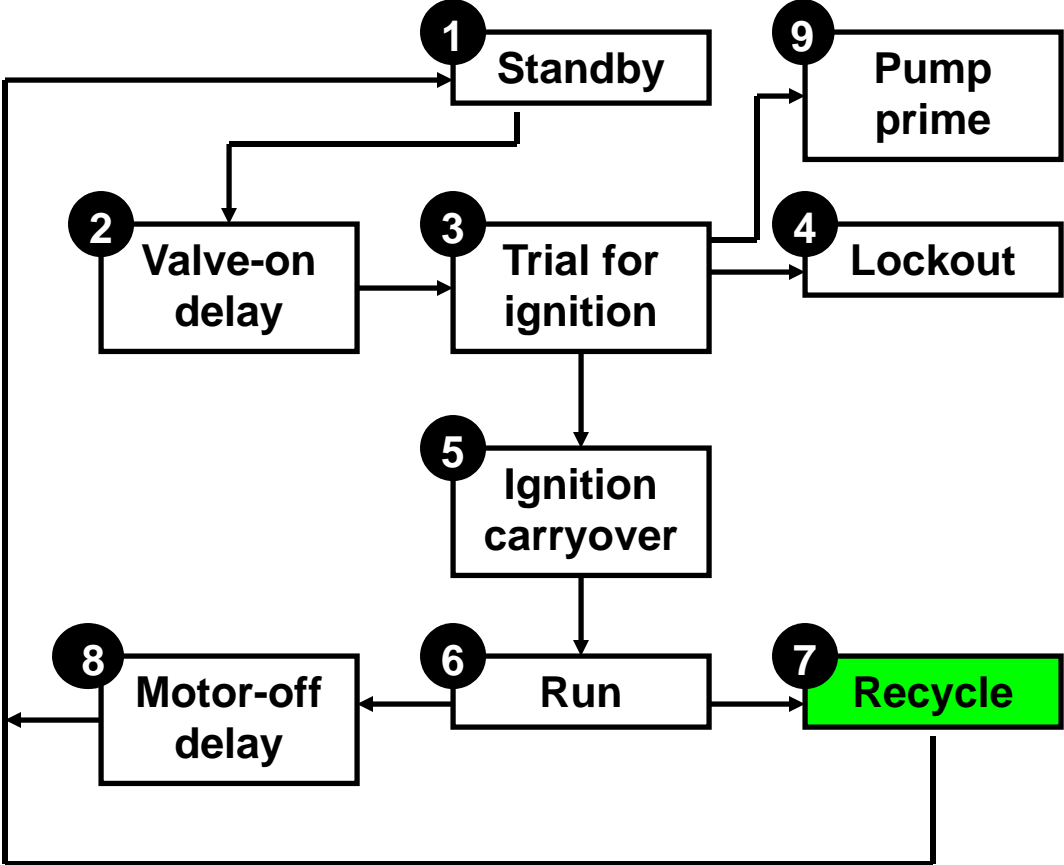 1
Standby
9
Pump
prime
2
Valve-on
delay
3
Trial for
ignition
4
Lockout
5
Ignition
carryover
8
Motor-off
delay
6
Run
7
Recycle